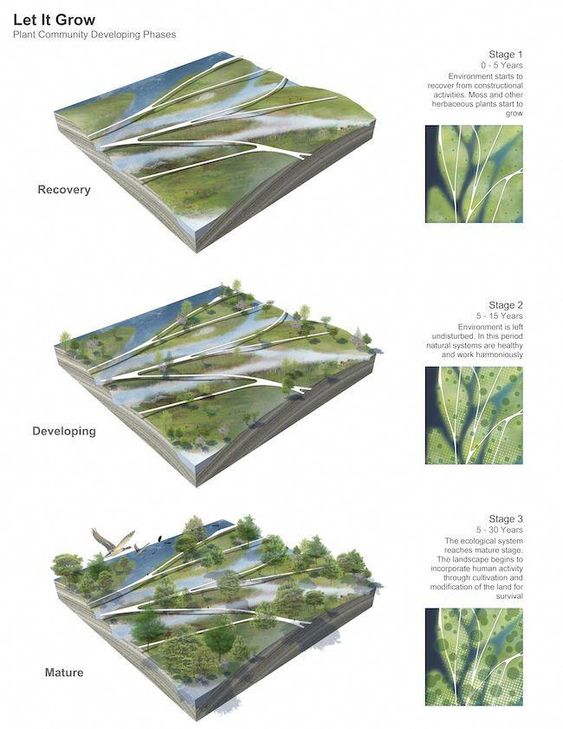 Let It Grow
Plant Community Developing Phases
Stage 1
0 - 5 Years
Environment starts to
recover from constructional
activities. Moss and other
herbaceous plants start to
grow
Recovery
Stage 2
5 - 15 Years
Environment is left
undisturbed. In this period
natural systems are healthy
and work harmoniously
Developing
Stage 3
5 - 30 Years
The ecological system
reaches mature stage.
The landscape begins to
incorporate human activity
through cultivation and
modification of the land for
survival
Mature